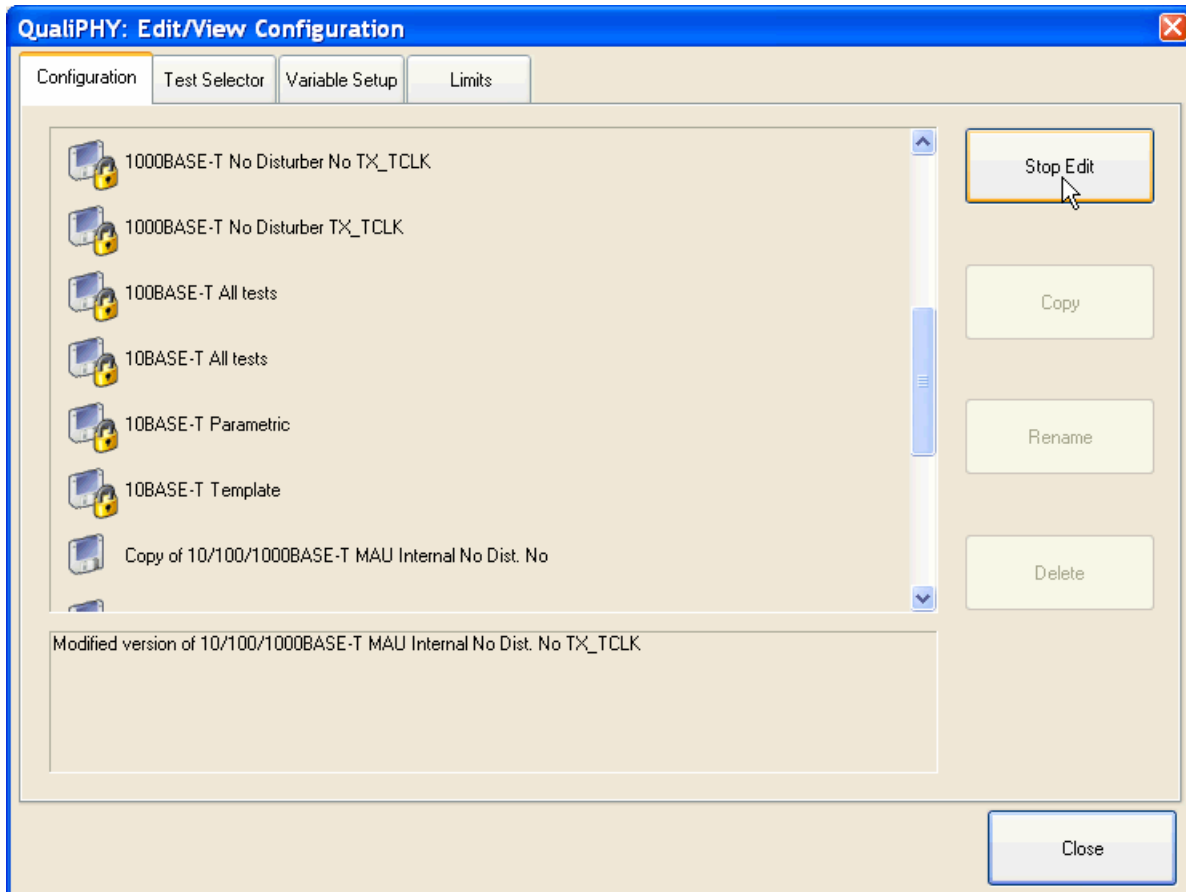 QualiPHY: Edit/View Configuration
Configuration
Test Selector
Variable Setup
Limits
1000BASE-T No Disturber No TX_TCLK
1000BASE-T No Disturber TX_TCLK
100BASE-T All tests
10BASE-T All tests
10BASE-T Parametric
10BASE-T Template
Copy of 10/100/1000BASE-T MAU Internal No Dist. No
Modified version of 10/100/1000BASE-T MAU Internal No Dist. No TX_TCLK
Stop Edit
Copy
Rename
Delete
Close